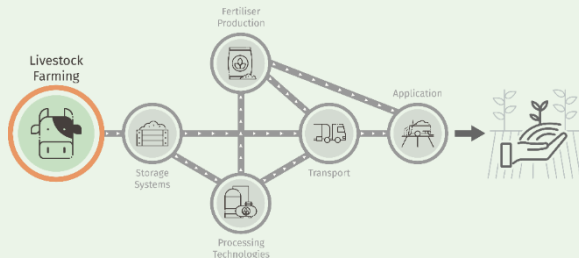 Fertiliser
Production
Livestock
Farming
Application
Storage
Systems
Transport
Processing
Technologies